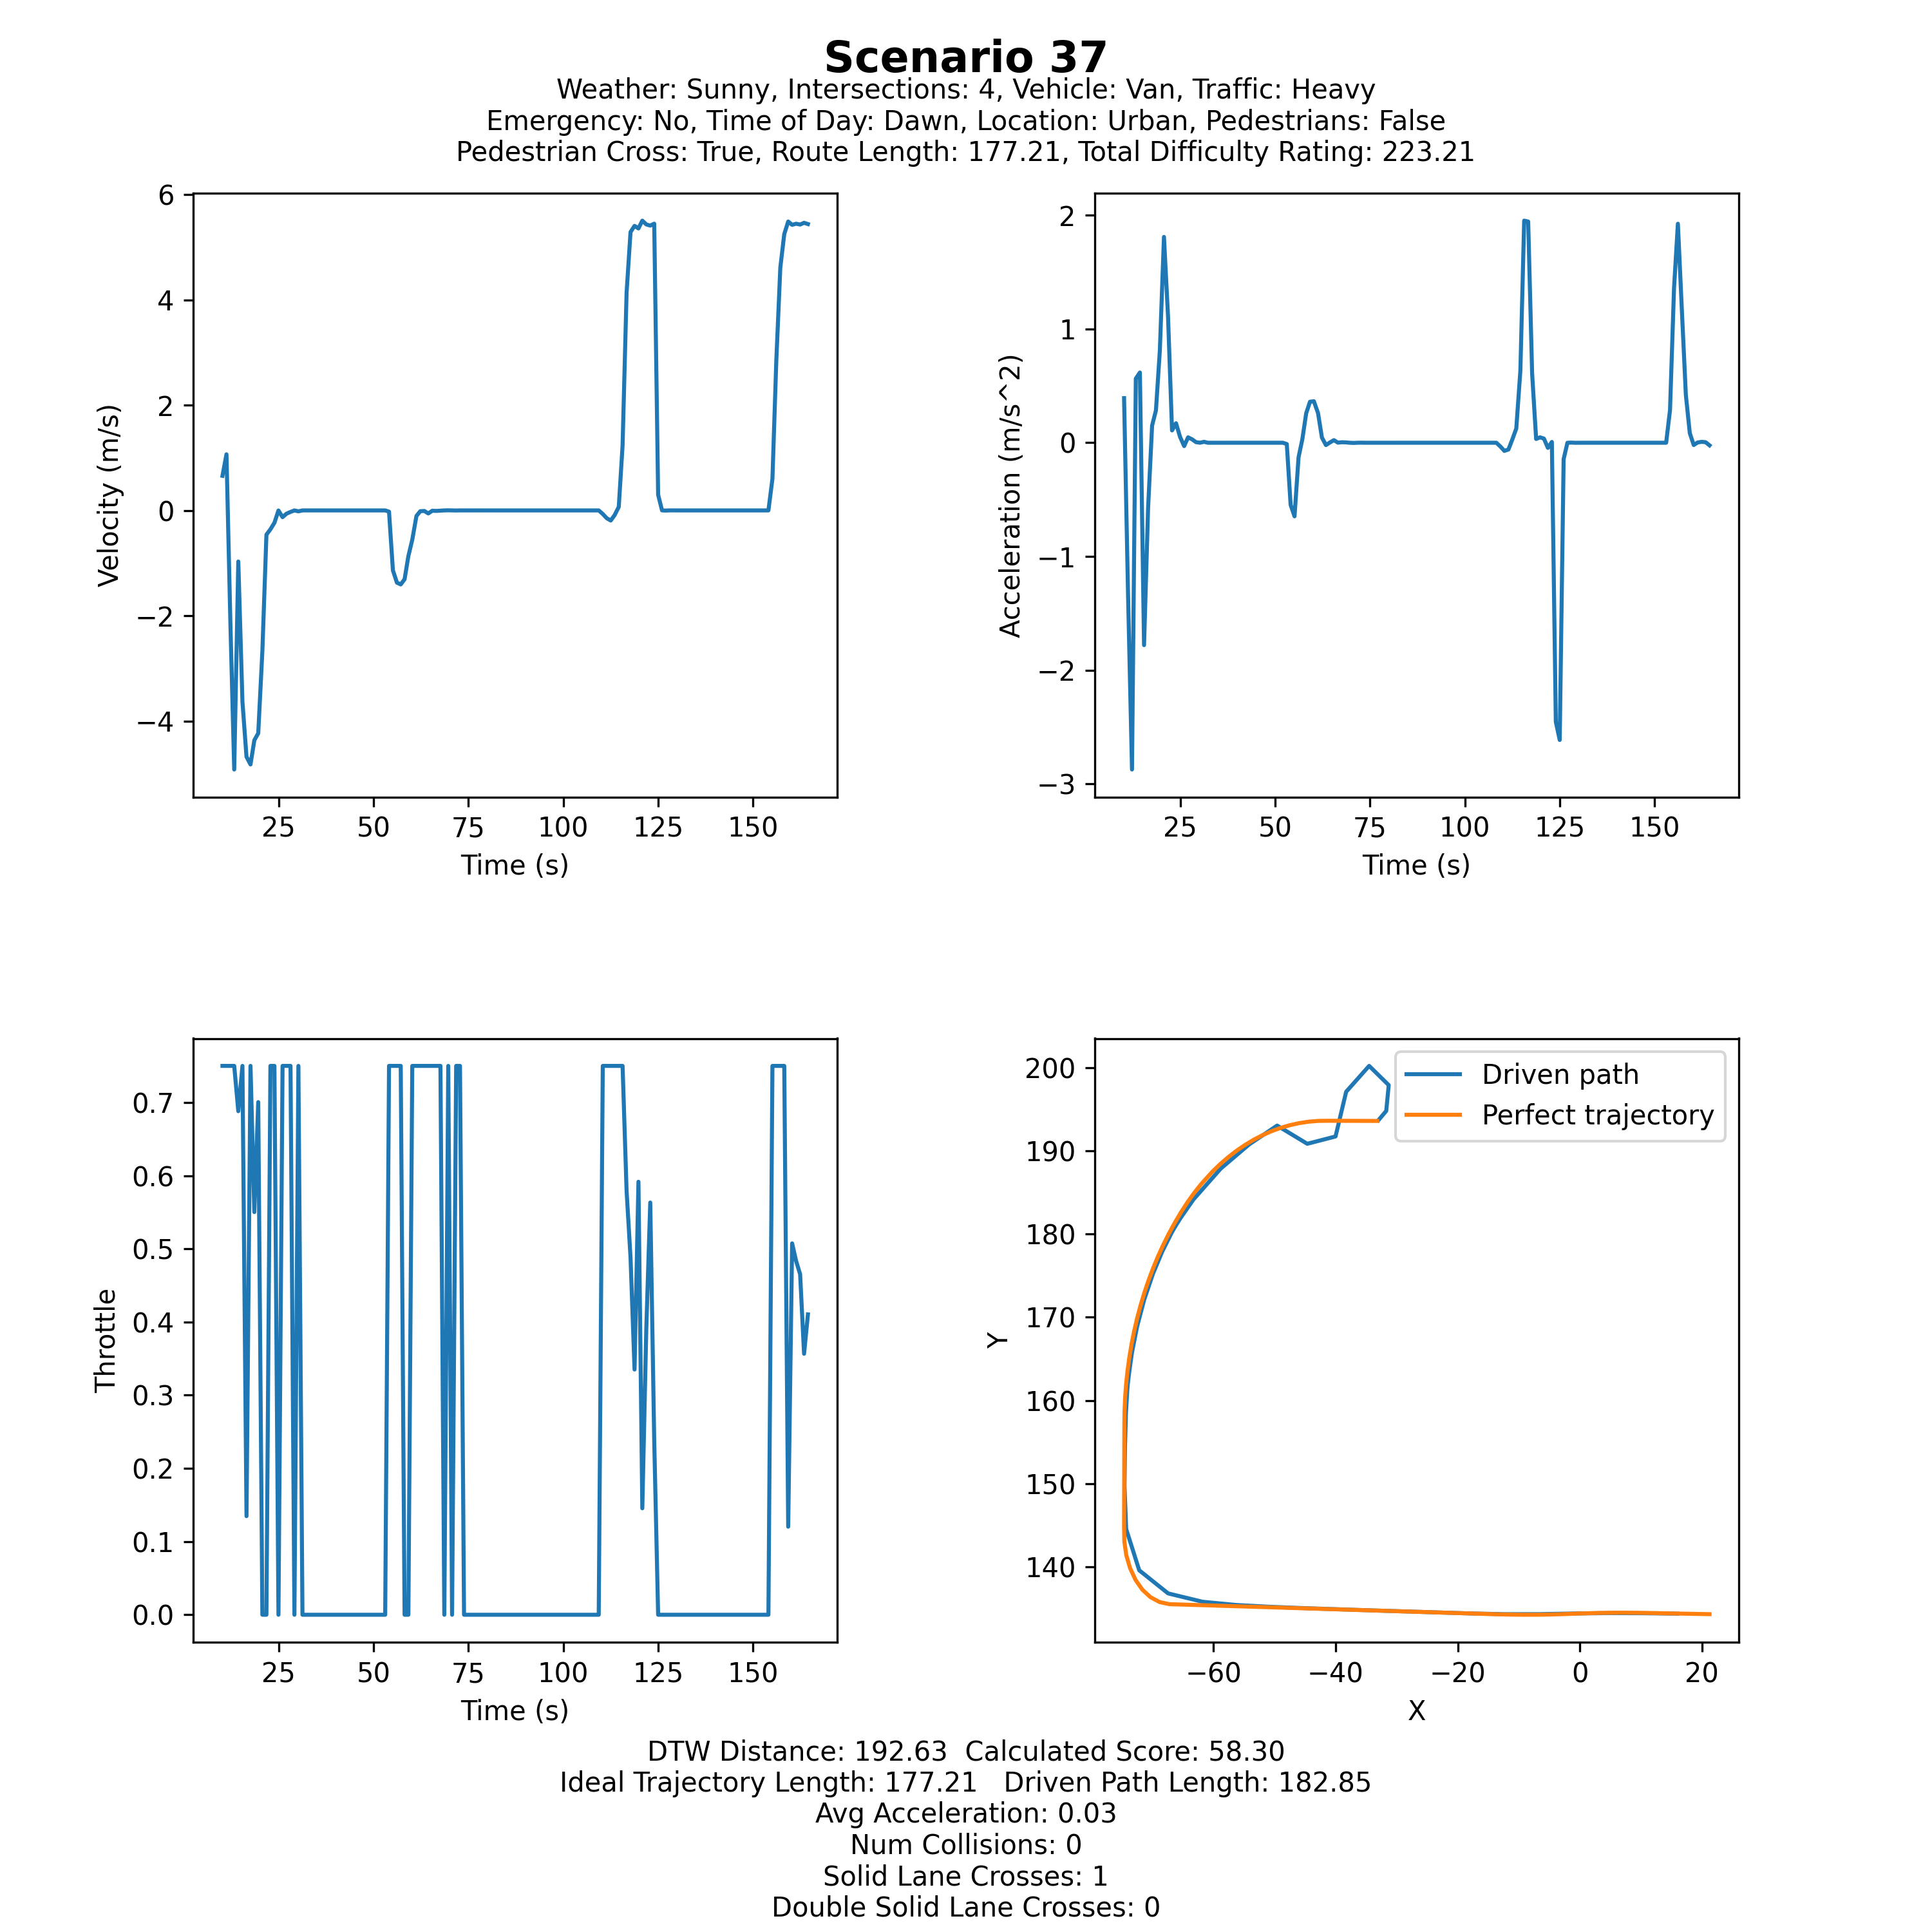 Scenario 37
Weather: Sunny, Intersections: 4, Vehicle: Van, Traffic: Heavy
Emergency: No, Time of Day: Dawn, Location: Urban, Pedestrians: False
Pedestrian Cross: True, Route Length: 177.21, Total Difficulty Rating: 223.21
6
4
2
0
−2
−4
Velocity (m/s)
25 50 75 100 125 150
Time (s)
2
1
0
−1
−2
−3
Acceleration (m/s^2)
25 50 75 100 125 150
Time (s)
0.7
0.6
0.5
0.4
0.3
0.2
0.1
0.0
Throttle
25 50 75 100 125 150
Time (s)
200
190
180
170
160
150
140
Y
Driven path
Perfect trajectory
−60 −40 −20 0 20
X
DTW Distance: 192.63 Calculated Score: 58.30
Ideal Trajectory Length: 177.21 Driven Path Length: 182.85
Avg Acceleration: 0.03
Num Collisions: 0
Solid Lane Crosses: 1
Double Solid Lane Crosses: 0